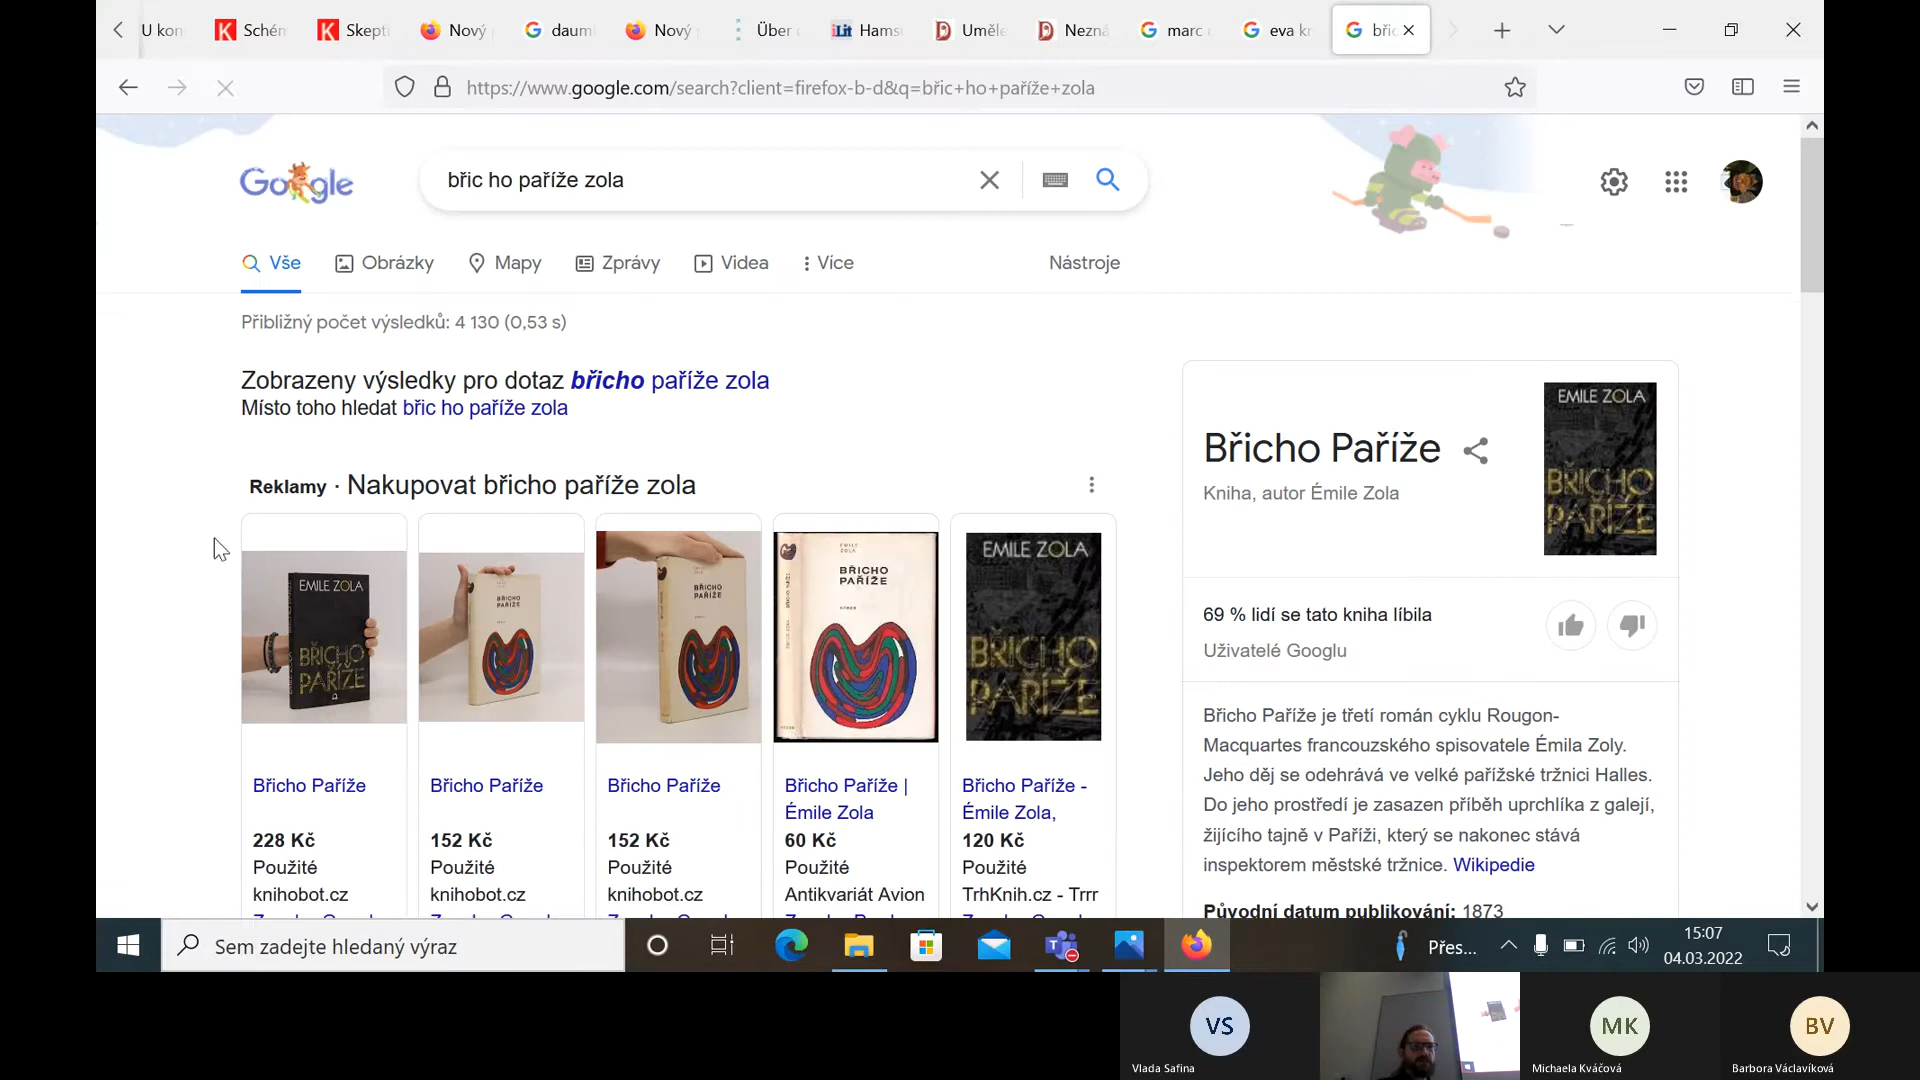 U kon
Schén
Skepti
Nový
daumi
Nový
Über
Hams
Uměle
Nezná
marc
eva kr
břic
https://www.google.com/search?client=firefox-b-d&q=břic+ho+paříže+zola
Google
břic ho paříže zola
Vše
Obrázky
Mapy
Zprávy
Videa
Více
Nástroje
Přibližný počet výsledků: 4 130 (0,53 s)
Zobrazeny výsledky pro dotaz břicho paříže zola
Místo toho hledat břic ho paříže zola
Reklamy · Nakupovat břicho paříže zola
EMILE ZOLA
BŘICHO
PAŘÍŽE
BŘICHO
PAŘÍŽE
BŘICHO
PAŘÍŽE
EMILE
ZOLA
BŘICHO
PAŘÍŽE
EMILE ZOLA
BŘICHO
PAŘÍŽE
Břicho Paříže
228 Kč
Použité
knihobot.cz
Břicho Paříže
152 Kč
Použité
knihobot.cz
Břicho Paříže
152 Kč
Použité
knihobot.cz
Břicho Paříže |
Émile Zola
60 Kč
Použité
Antikvariát Avion
Břicho Paříže -
Émile Zola,
120 Kč
Použité
TrhKnih.cz - Trrr
Břicho Paříže
Kniha, autor Émile Zola
EMILE ZOLA
BŘICHO
PAŘÍŽE
69 % lidí se tato kniha líbila
Uživatelé Googlu
Břicho Paříže je třetí román cyklu Rougon-
Macquartes francouzského spisovatele Émila Zoly.
Jeho děj se odehrává ve velké pařížské tržnici Halles.
Do jeho prostředí je zasazen příběh uprchlíka z galejí,
žijícího tajně v Paříži, který se nakonec stává
inspektorem městské tržnice. Wikipedie
Původní datum publikování: 1873
Sem zadejte hledaný výraz
Přes...
15:07
04.03.2022
VS
Vlada Safina
MK
Michaela Kváčová
BV
Barbora Václavíková